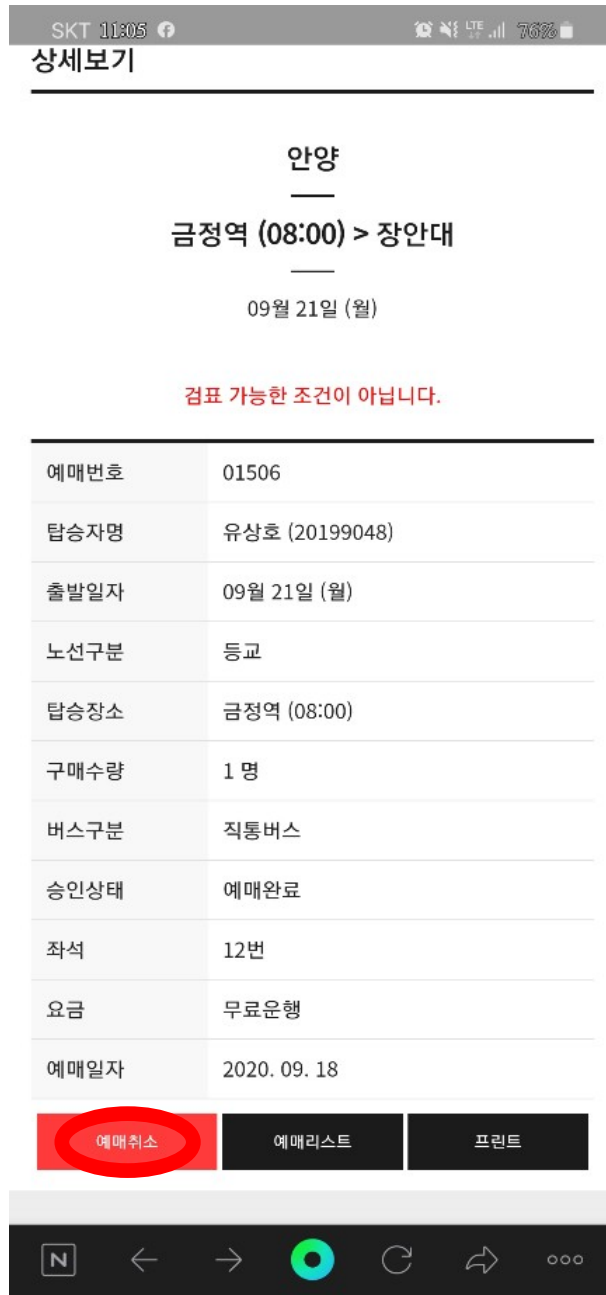 SKT 11:05
LTE 76%
상세보기
안양
금정역 (08:00) > 장안대
09월 21일 (월)
검표 가능한 조건이 아닙니다.
예매번호 01506
탑승자명 유상호 (20199048)
출발일자 09월 21일 (월)
노선구분 등교
탑승장소 금정역 (08:00)
구매수량 1 명
버스구분 직통버스
승인상태 예매완료
좌석 12번
요금 무료운행
예매일자 2020. 09. 18
예매취소 예매리스트 프린트
N